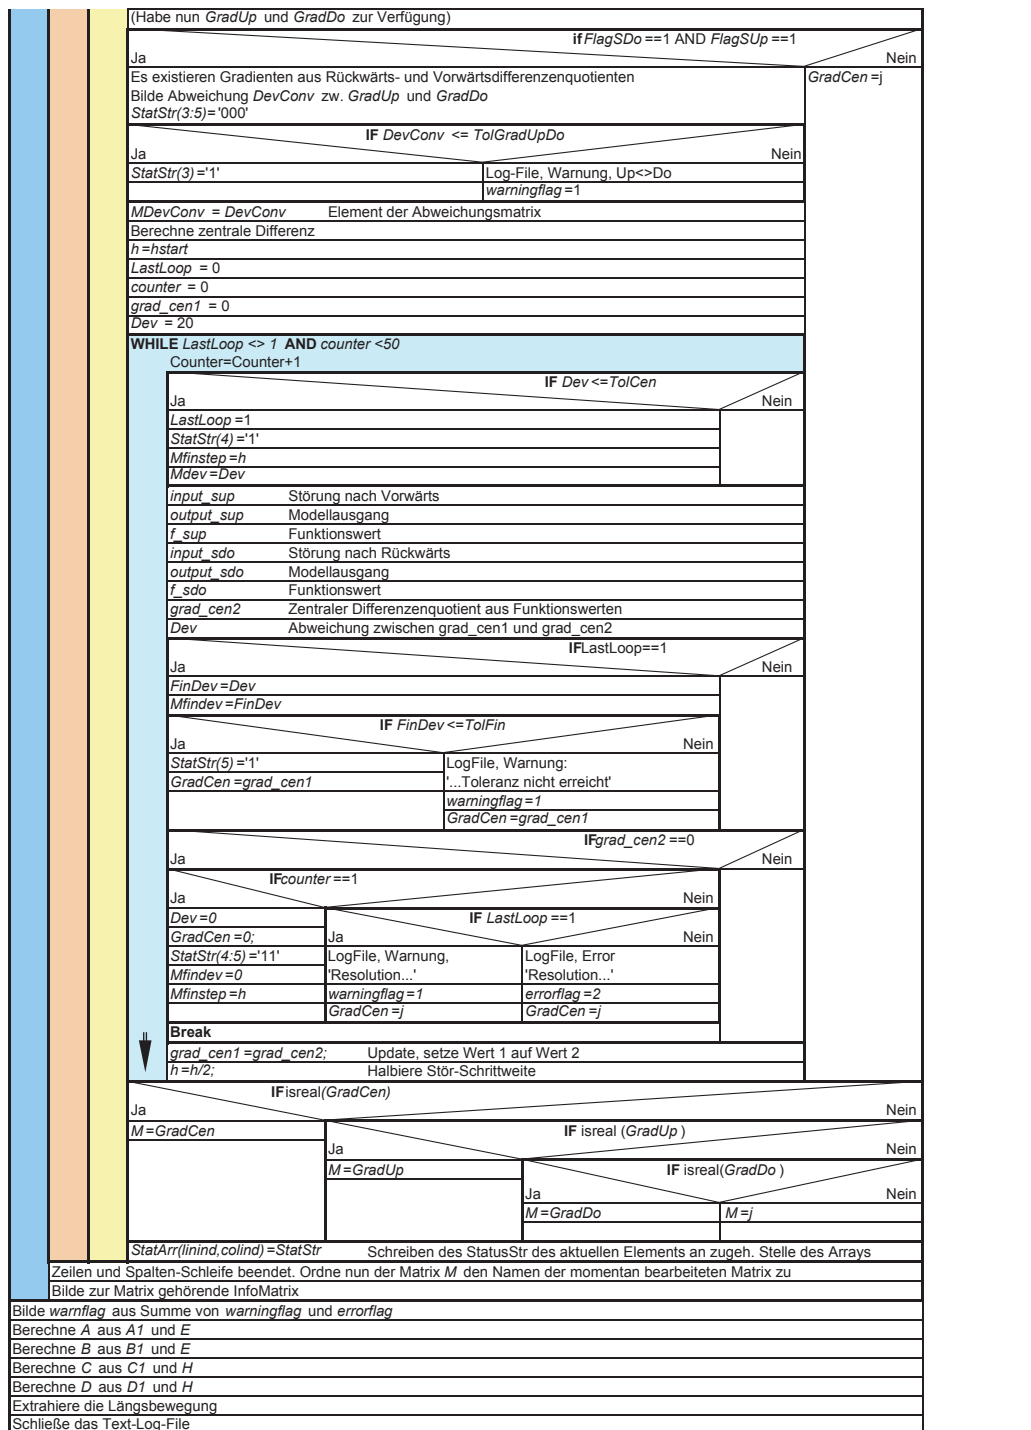 (Habe nun GradUp und GradDo zur Verfügung)
if FlagSDo ==1 AND FlagSUp ==1
Ja Nein
Es existieren Gradienten aus Rückwärts- und Vorwärtsdifferenzenquotienten GradCen =j
Bilde Abweichung DevConv zw. GradUp und GradDo
StatStr(3:5)= '000'
IF DevConv <= TolGradUpDo
Ja Nein
StatStr(3) ='1' Log-File, Warnung, Up<>Do
warningflag =1
MDevConv = DevConv Element der Abweichungsmatrix
Berechne zentrale Differenz
h =hstart
LastLoop = 0
counter = 0
grad_cen1 = 0
Dev = 20
WHILE LastLoop <> 1 AND counter <50
Counter=Counter+1
IF Dev <=TolCen
Ja Nein
LastLoop =1
StatStr(4) ='1'
Mfinstep =h
Mdev =Dev
input_sup Störung nach Vorwärts
output_sup Modellausgang
f_sup Funktionswert
input_sdo Störung nach Rückwärts
output_sdo Modellausgang
f_sdo Funktionswert
grad_cen2 Zentraler Differenzenquotient aus Funktionswerten
Dev Abweichung zwischen grad_cen1 und grad_cen2
IFLastLoop==1
Ja Nein
FinDev =Dev
Mfindev =FinDev
IF FinDev <=TolFin
Ja Nein
StatStr(5) ='1' LogFile, Warnung:
GradCen =grad_cen1 '...Toleranz nicht erreicht'
warningflag =1
GradCen =grad_cen1
IFgrad_cen2 ==0
Ja Nein
IFcounter ==1
Ja Nein
Dev =0 IF LastLoop ==1
GradCen =0; Ja Nein
StatStr(4:5) ='11' LogFile, Warnung, LogFile, Error
Mfindev =0 'Resolution...' 'Resolution...'
Mfinstep =h warningflag =1 errorflag =2
GradCen =j GradCen =j
Break
grad_cen1 =grad_cen2; Update, setze Wert 1 auf Wert 2
h =h/2; Halbiere Stör-Schrittweite
IFisreal(GradCen)
Ja Nein
M =GradCen IF isreal (GradUp )
Ja Nein
M =GradUp IF isreal(GradDo )
Ja Nein
M =GradDo M =j
StatArr(linind,colind) =StatStr Schreiben des StatusStr des aktuellen Elements an zugeh. Stelle des Arrays
Zeilen und Spalten-Schleife beendet. Ordne nun der Matrix M den Namen der momentan bearbeiteten Matrix zu
Bilde zur Matrix gehörende InfoMatrix
Bilde warnflag aus Summe von warningflag und errorflag
Berechne A aus A1 und E
Berechne B aus B1 und E
Berechne C aus C1 und H
Berechne D aus D1 und H
Extrahiere die Längsbewegung
Schließe das Text-Log-File